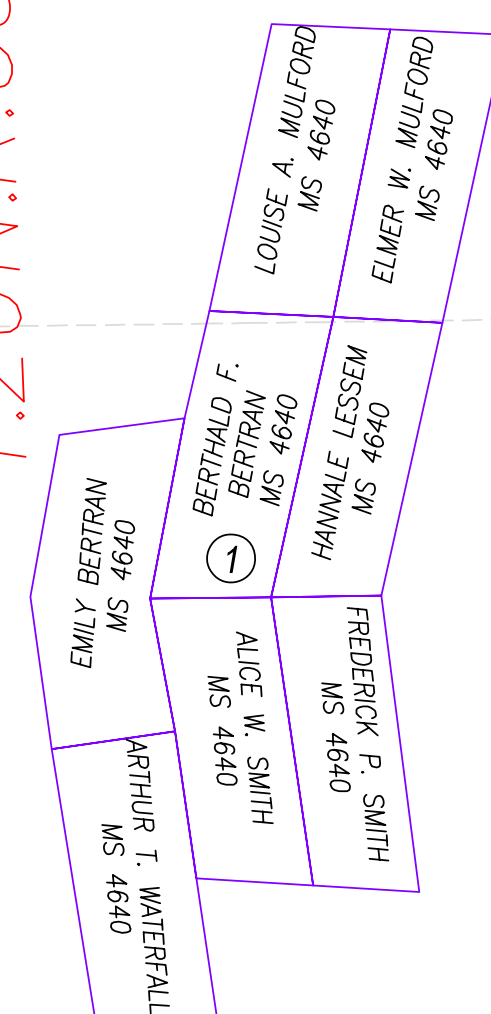 LOUISE A. MULFORD
MS 4640
ELMER W. MULFORD
MS 4640
BERTHALD F.
BERTRAN
MS 4640
1
HANNALE LESSEM
MS 4640
EMILY BERTRAN
MS 4640
ALICE W. SMITH
MS 4640
FREDERICK P. SMITH
MS 4640
ARTHUR T. WATERFALL
MS 4640